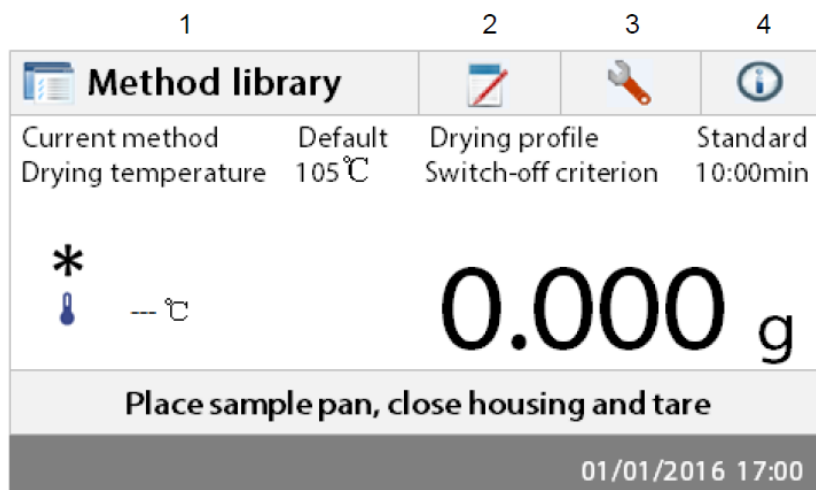 1 2 3 4
Method library
Current method Default Drying profile Standard
Drying temperature 105℃ Switch-off criterion 10:00min
*
--- ℃ 0.000 g
Place sample pan, close housing and tare
01/01/2016 17:00